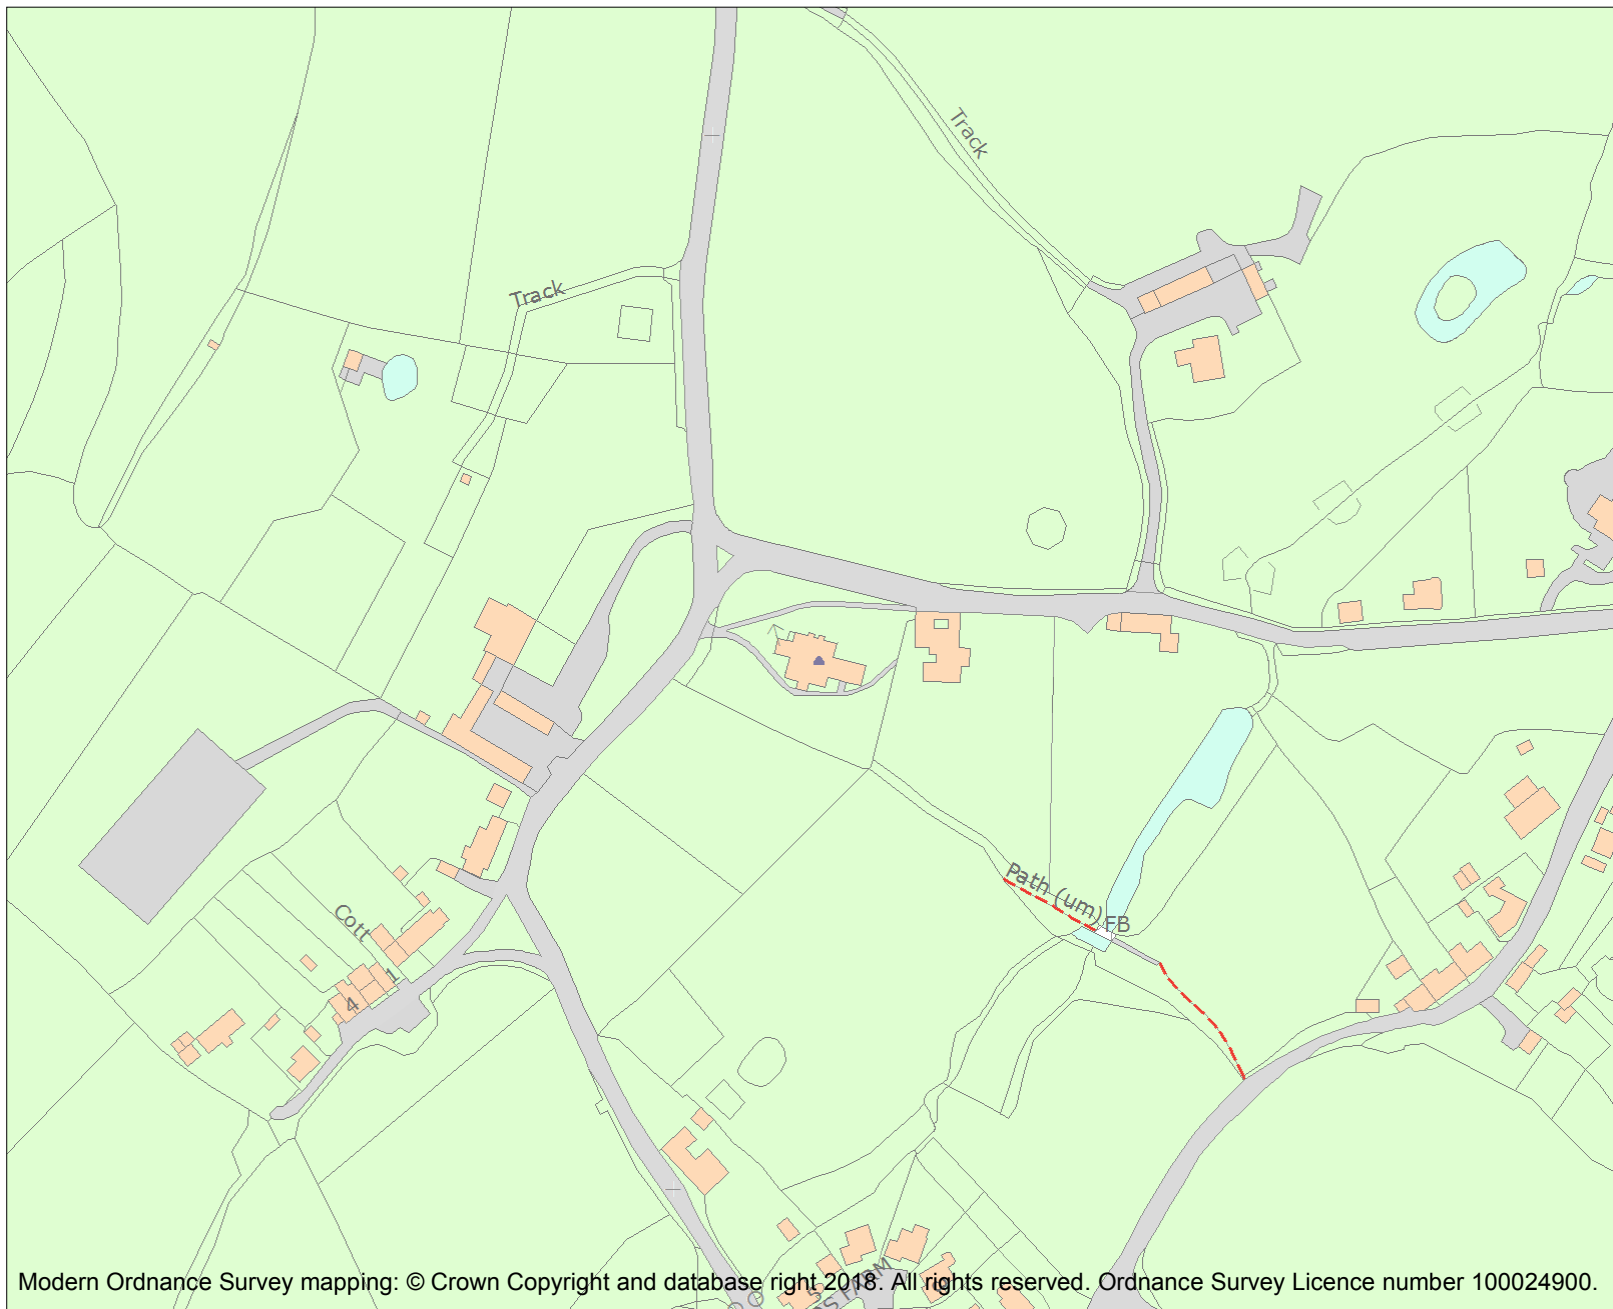 Track
Track
Path (um)
FB
Cott
1
4
S FARM
Modern Ordnance Survey mapping: © Crown Copyright and database right 2018. All rights reserved. Ordnance Survey Licence number 100024900.